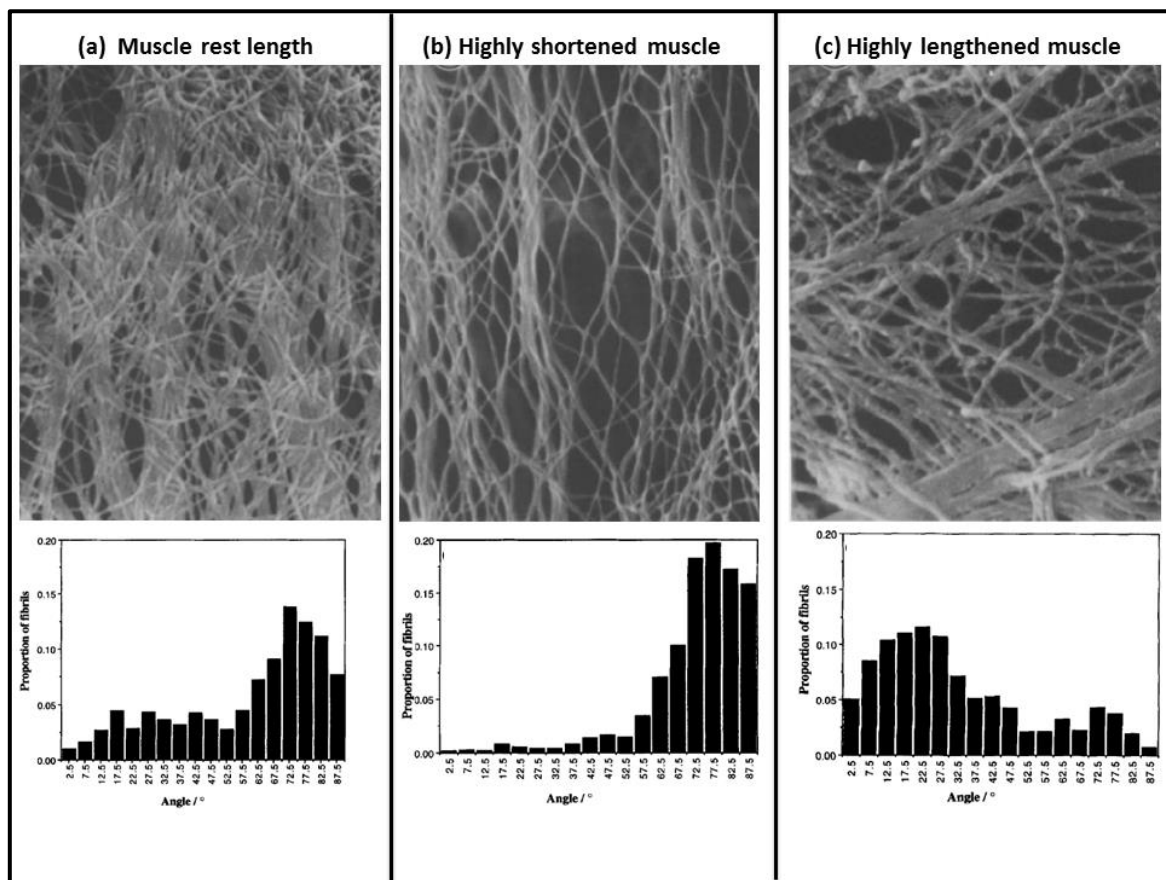 (a) Muscle rest length
(b) Highly shortened muscle
(c) Highly lengthened muscle
0.20
0.15
0.10
0.05
0.00
Proportion of fibrils
2.5 7.5 12.5 17.5 22.5 27.5 32.5 37.5 42.5 47.5 52.5 57.5 62.5 67.5 72.5 77.5 82.5 87.5
Angle / °
0.20
0.15
0.10
0.05
0.00
Proportion of fibrils
2.5 7.5 12.5 17.5 22.5 27.5 32.5 37.5 42.5 47.5 52.5 57.5 62.5 67.5 72.5 77.5 82.5 87.5
Angle / °
0.20
0.15
0.10
0.05
0.00
Proportion of fibrils
2.5 7.5 12.5 17.5 22.5 27.5 32.5 37.5 42.5 47.5 52.5 57.5 62.5 67.5 72.5 77.5 82.5 87.5
Angle / °